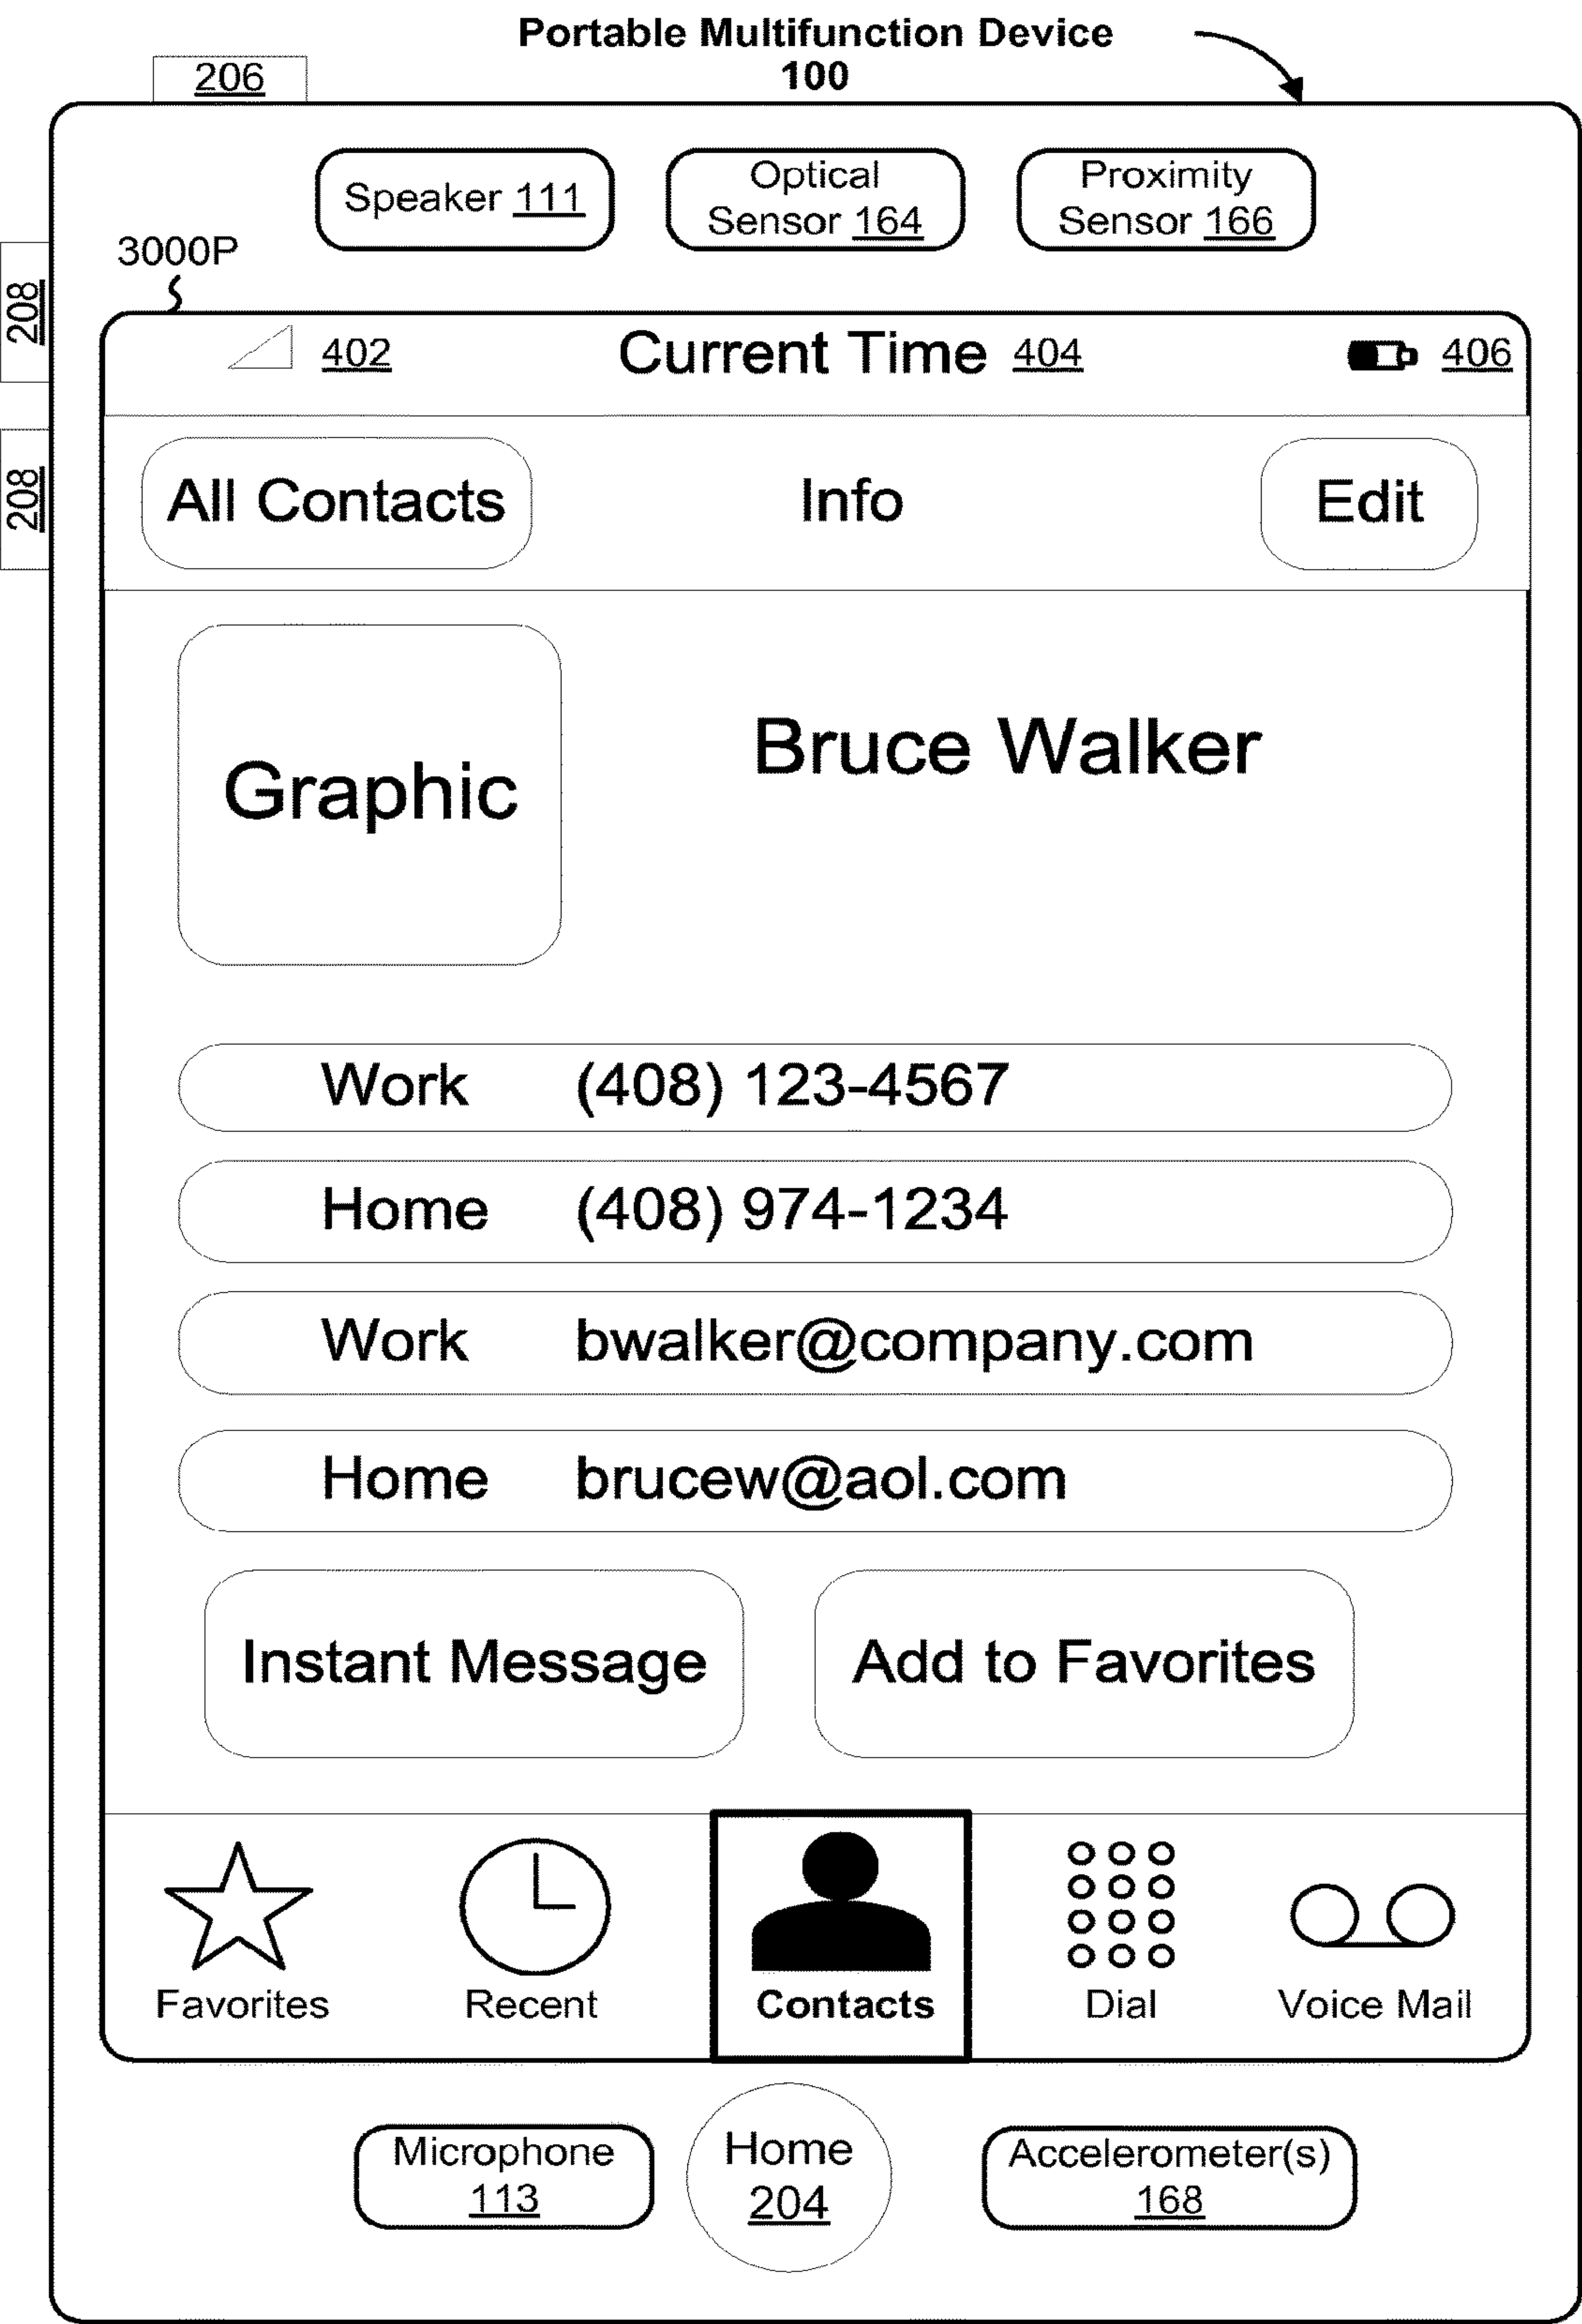 Portable Multifunction Device
100
206
Speaker 111
Optical
Sensor 164
Proximity
Sensor 166
3000P
208
208
402
Current Time 404
406
All Contacts
Info
Edit
Graphic
Bruce Walker
Work (408) 123-4567
Home (408) 974-1234
Work bwalker@company.com
Home brucew@aol.com
Instant Message
Add to Favorites
Favorites
Recent
Contacts
Dial
Voice Mail
Microphone
113
Home
204
Accelerometer(s)
168